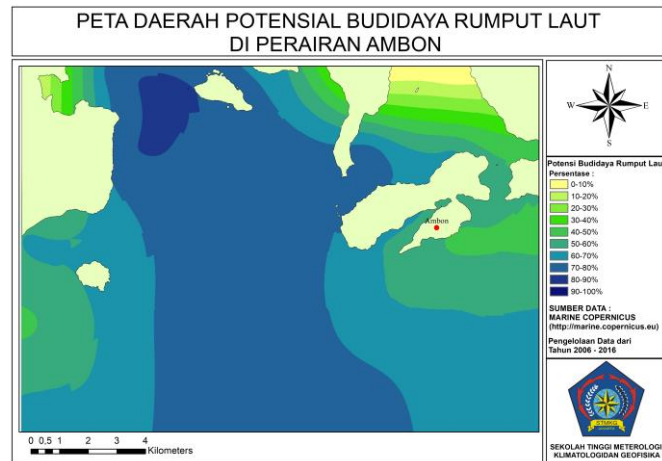 PETA DAERAH POTENSIAL BUDIDAYA RUMPUT LAUT
DI PERAIRAN AMBON
N
W
E
S
Ambon
Potensi Budidaya Rumput Lau
Persentase :
0-10%
10-20%
20-30%
30-40%
40-50%
50-60%
60-70%
70-80%
80-90%
90-100%
SUMBER DATA :
MARINE COPERNICUS
(http://marine.copernicus.eu)
Pengelolaan Data dari
Tahun 2006 - 2016
STMKG
SEKOLAH TINGGI METEROLOGI
KLIMATOLOGIDAN GEOFISIKA
0 0,5 1 2 3 4
Kilometers